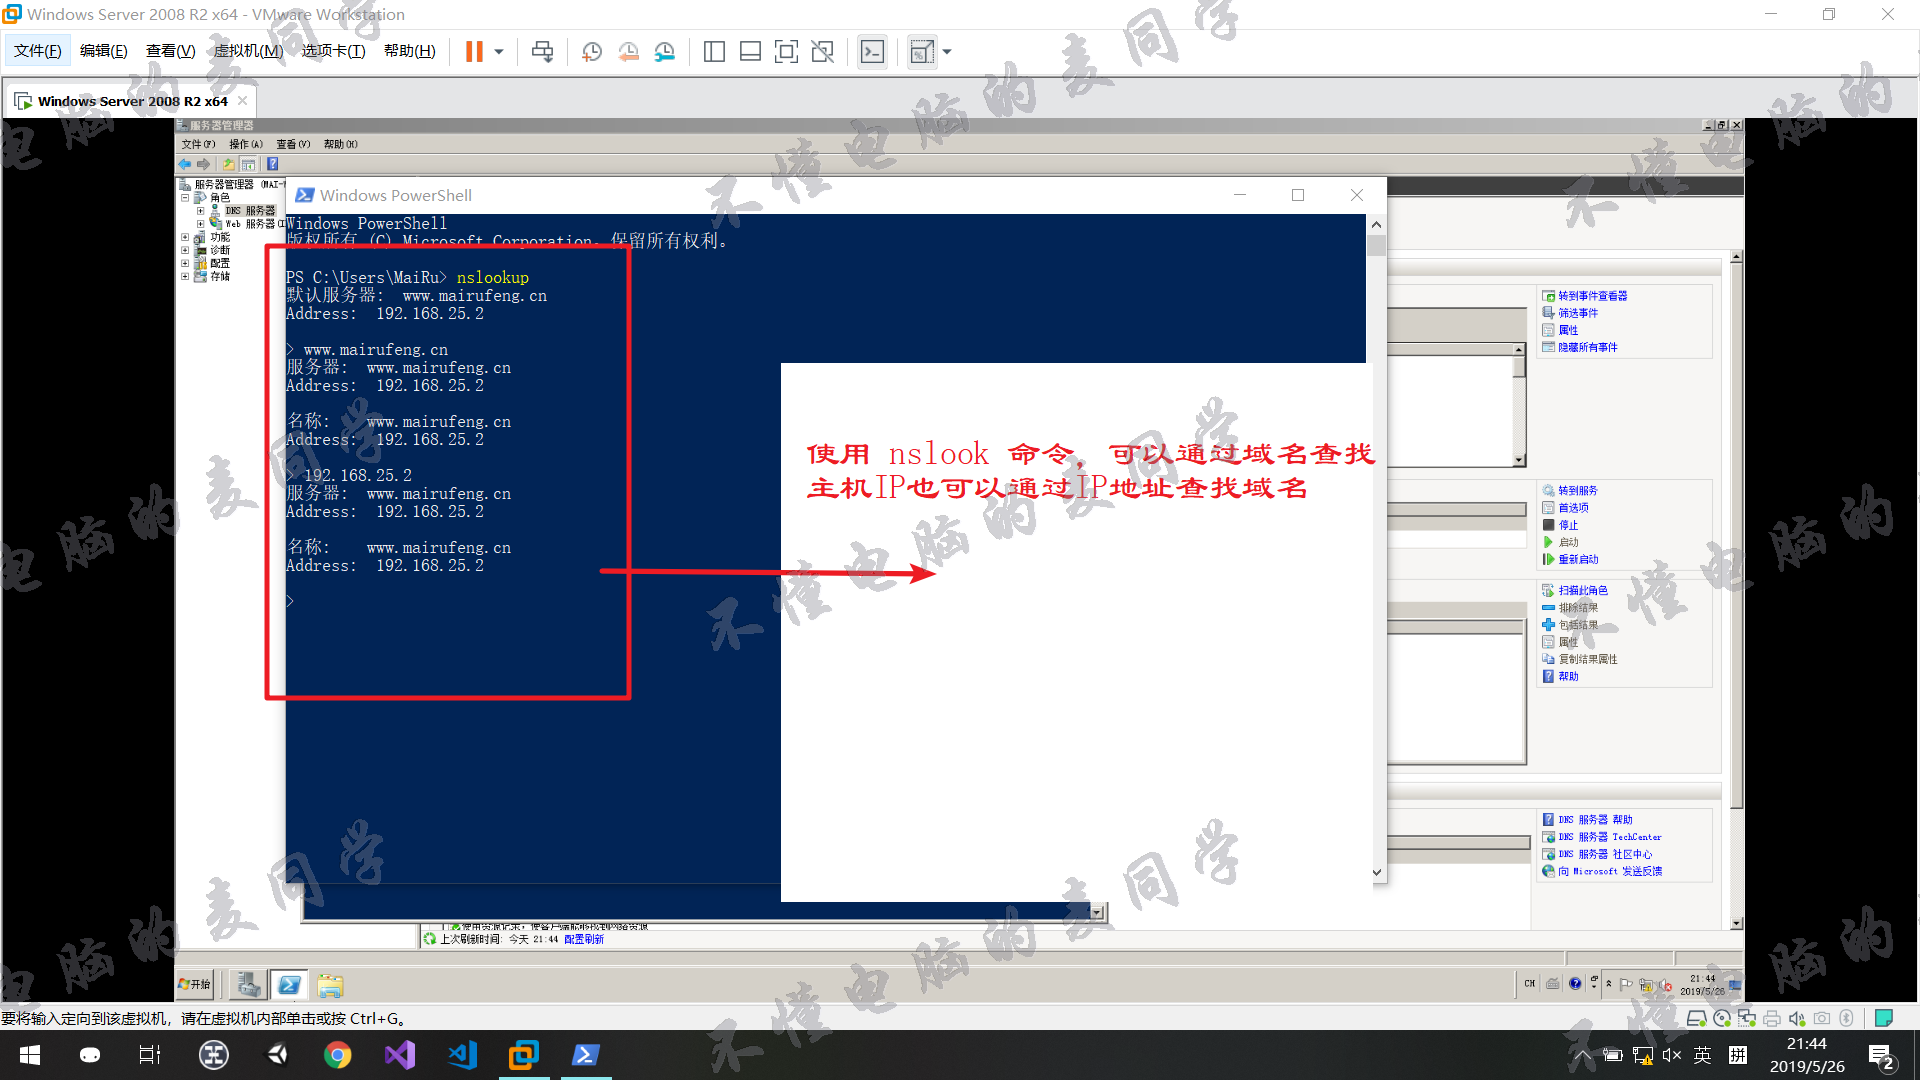 Windows Server 2008 R2 x64 - VMware Workstation
文件(F) 编辑(E) 查看(V) 虚拟机(M) 选项卡(T) 帮助(H)
Windows Server 2008 R2 x64
服务器管理器
文件(F) 操作(A) 查看(V) 帮助(H)
服务器管理器 (MAI-
角色
DNS 服务器
Web 服务器 (I
功能
诊断
配置
存储
Windows PowerShell
Windows PowerShell
版权所有 (C) Microsoft Corporation。保留所有权利。
PS C:\Users\MaiRu> nslookup
默认服务器:  www.mairufeng.cn
Address:  192.168.25.2
> www.mairufeng.cn
服务器:  www.mairufeng.cn
Address:  192.168.25.2
名称:    www.mairufeng.cn
Address:  192.168.25.2
> 192.168.25.2
服务器:  www.mairufeng.cn
Address:  192.168.25.2
名称:    www.mairufeng.cn
Address:  192.168.25.2
>
使用 nslook 命令，可以通过域名查找
主机IP也可以通过IP地址查找域名
转到事件查看器
筛选事件
属性
隐藏所有事件
转到服务
首选项
停止
启动
重新启动
扫描此角色
排除结果
包括结果
属性
复制结果属性
帮助
DNS 服务器 帮助
DNS 服务器 TechCenter
DNS 服务器 社区中心
向 Microsoft 发送反馈
上次刷新时间: 今天 21:44 配置刷新
开始
CH
21:44
2019/5/26
要将输入定向到该虚拟机，请在虚拟机内部单击或按 Ctrl+G。
英 拼
21:44
2019/5/26
2
不懂电脑的麦同学